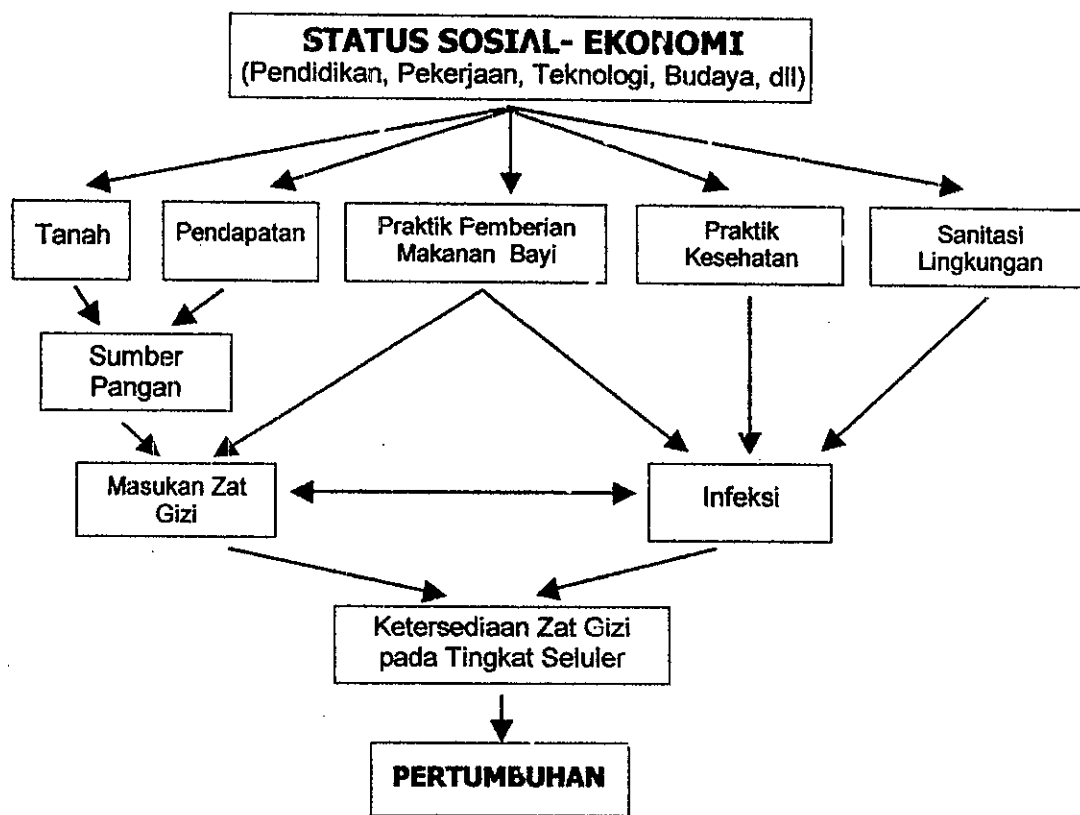 STATUS SOSIAL- EKONOMI
(Pendidikan, Pekerjaan, Teknologi, Budaya, dll)
Tanah
Pendapatan
Praktik Pemberian
Makanan Bayi
Praktik
Kesehatan
Sanitasi
Lingkungan
Sumber
Pangan
Masukan Zat
Gizi
Infeksi
Ketersediaan Zat Gizi
pada Tingkat Seluler
PERTUMBUHAN